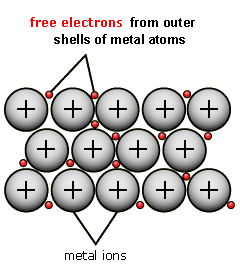 free electrons from outer
shells of metal atoms
+ + + + +
+ + + +
+ + + + +
metal ions